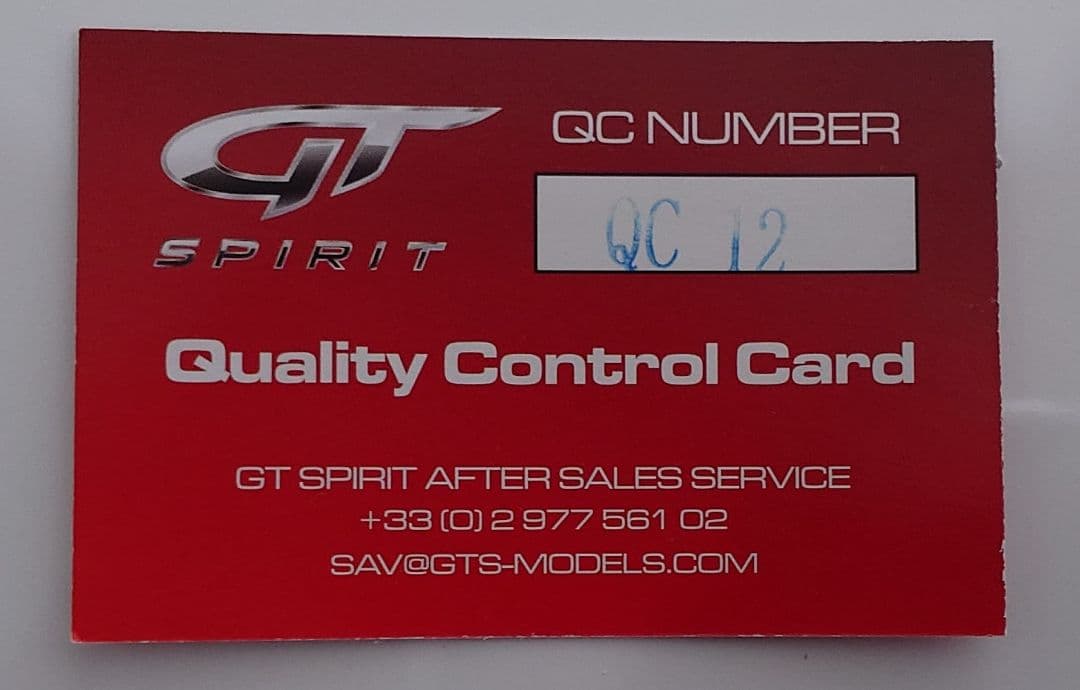 GT
SPIRIT
QC NUMBER
QC 12
Quality Control Card
GT SPIRIT AFTER SALES SERVICE
+33 (0) 2 977 561 02
SAV@GTS-MODELS.COM